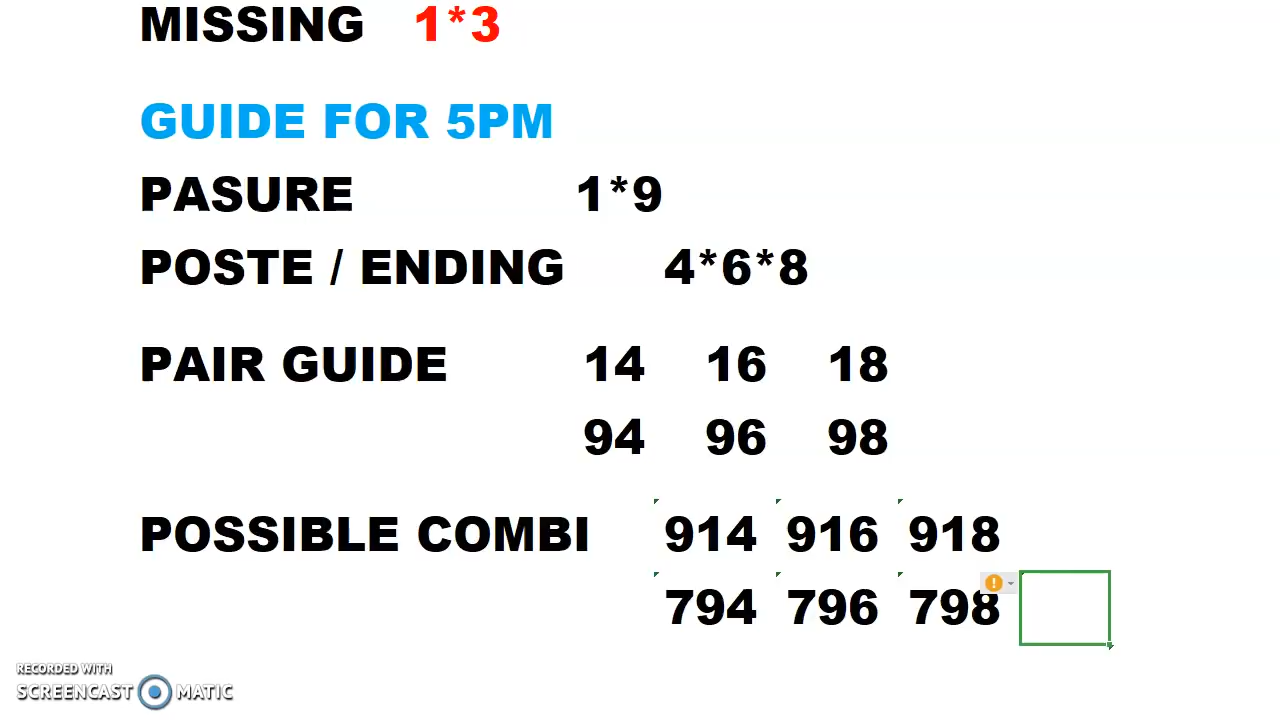 MISSING 1*3
GUIDE FOR 5PM
PASURE 1*9
POSTE / ENDING 4*6*8
PAIR GUIDE 14 16 18
94 96 98
POSSIBLE COMBI 914 916 918
794 796 798
RECORDED WITH
SCREENCAST MATIC